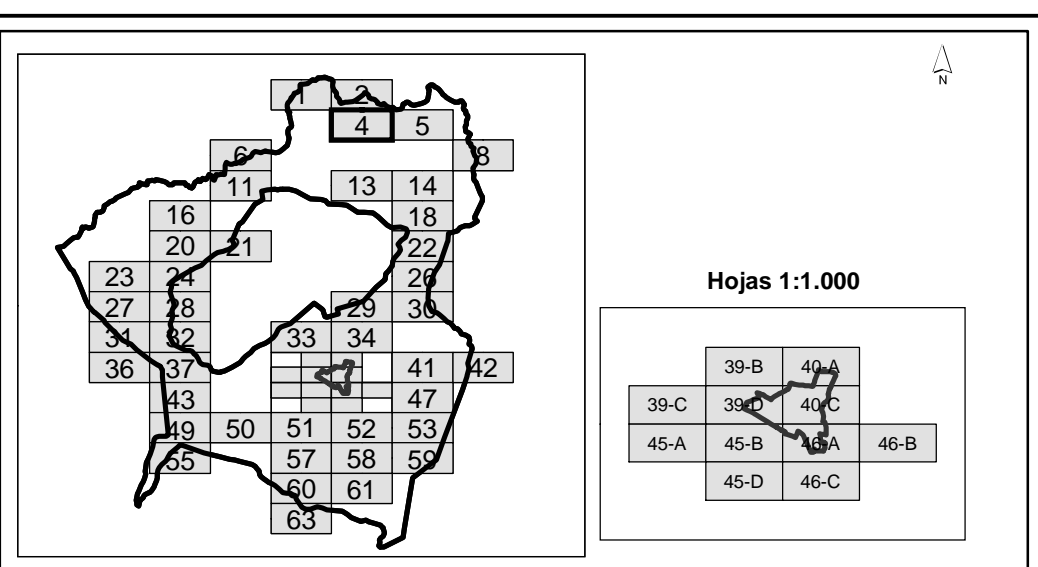 N
1 2
4 5
6 8
11 13 14
16 18
20 21 22
23 24 26
27 28 29 30
31 32 33 34
36 37 41 42
43 47
49 50 51 52 53
55 57 58 59
60 61
63
Hojas 1:1.000
39-B 40-A
39-C 39-D 40-C
45-A 45-B 46-A 46-B
45-D 46-C